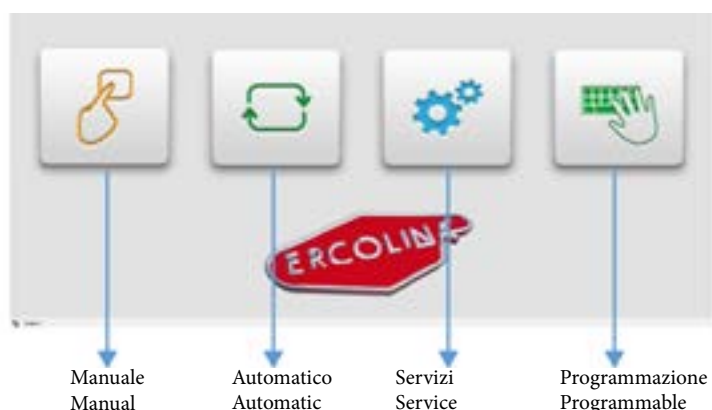 ERCOLINA
Manuale
Manual
Automatico
Automatic
Servizi
Service
Programmazione
Programmable